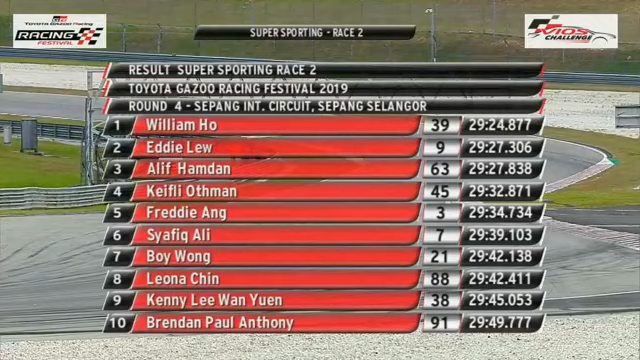 TOYOTA GAZOO Racing
RACING
FESTIVAL
SUPER SPORTING - RACE 2
VIOS
CHALLENGE
RESULT SUPER SPORTING RACE 2
TOYOTA GAZOO RACING FESTIVAL 2019
ROUND 4 - SEPANG INT. CIRCUIT, SEPANG SELANGOR
1 William Ho 39 29:24.877
2 Eddie Lew 9 29:27.306
3 Alif Hamdan 63 29:27.838
4 Keifli Othman 45 29:32.871
5 Freddie Ang 3 29:34.734
6 Syafiq Ali 7 29:39.103
7 Boy Wong 21 29:42.138
8 Leona Chin 88 29:42.411
9 Kenny Lee Wan Yuen 38 29:45.053
10 Brendan Paul Anthony 91 29:49.777